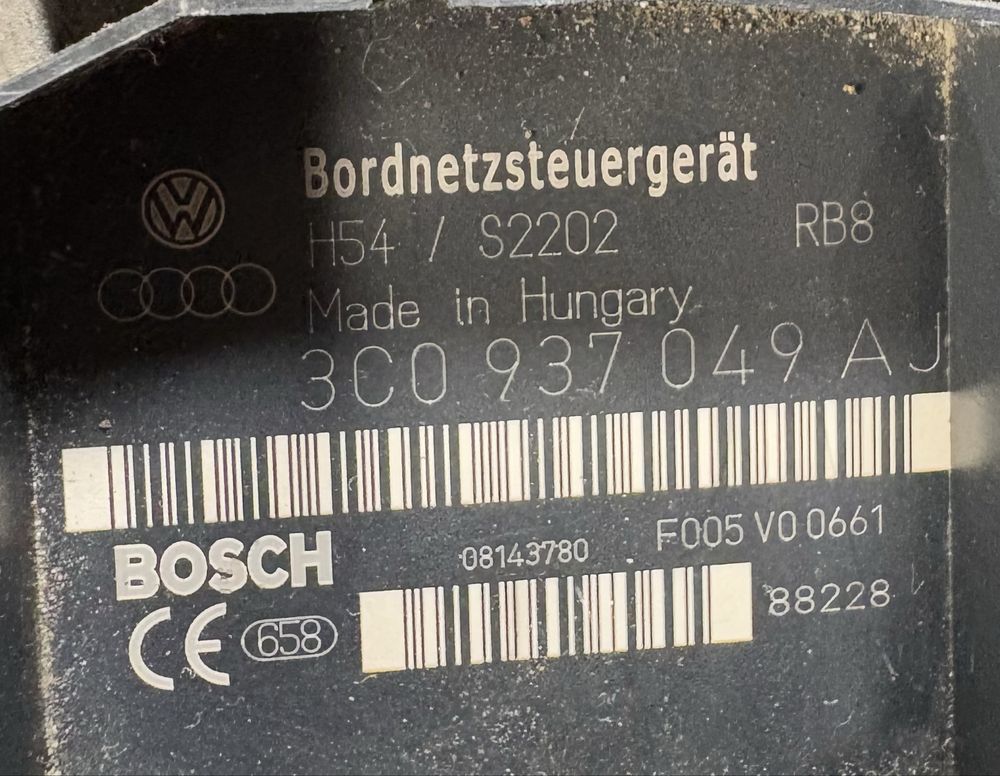 Bordnetzsteuergerät
H54 / S2202 RB8
Made in Hungary
3C0 937 049 AJ
BOSCH
08143780
F005 V0 0661
88228
CE
658